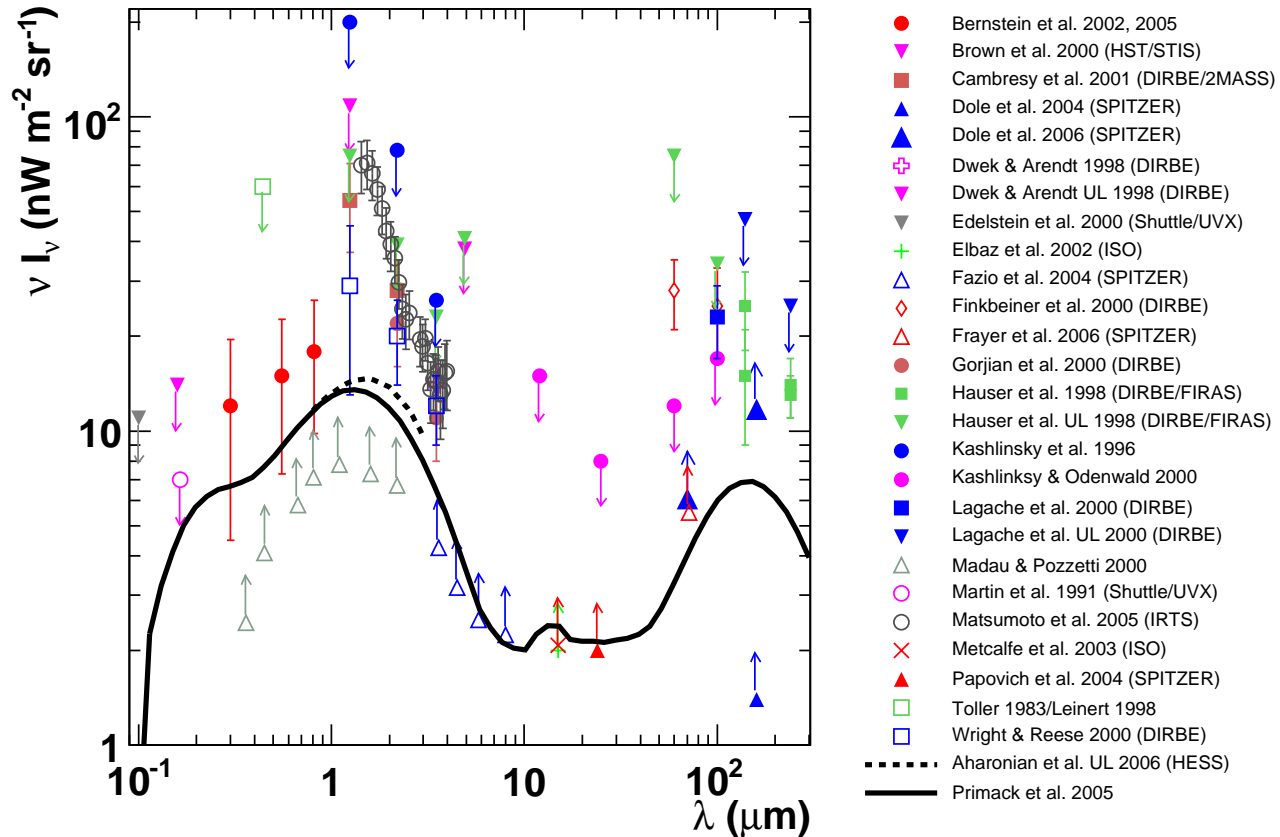 ν Iν (nW m-2 sr-1)
102
10
1
10-1
1
10
102
λ (μm)
Bernstein et al. 2002, 2005
Brown et al. 2000 (HST/STIS)
Cambresy et al. 2001 (DIRBE/2MASS)
Dole et al. 2004 (SPITZER)
Dole et al. 2006 (SPITZER)
Dwek & Arendt 1998 (DIRBE)
Dwek & Arendt UL 1998 (DIRBE)
Edelstein et al. 2000 (Shuttle/UVX)
Elbaz et al. 2002 (ISO)
Fazio et al. 2004 (SPITZER)
Finkbeiner et al. 2000 (DIRBE)
Frayer et al. 2006 (SPITZER)
Gorjian et al. 2000 (DIRBE)
Hauser et al. 1998 (DIRBE/FIRAS)
Hauser et al. UL 1998 (DIRBE/FIRAS)
Kashlinsky et al. 1996
Kashlinksy & Odenwald 2000
Lagache et al. 2000 (DIRBE)
Lagache et al. UL 2000 (DIRBE)
Madau & Pozzetti 2000
Martin et al. 1991 (Shuttle/UVX)
Matsumoto et al. 2005 (IRTS)
Metcalfe et al. 2003 (ISO)
Papovich et al. 2004 (SPITZER)
Toller 1983/Leinert 1998
Wright & Reese 2000 (DIRBE)
Aharonian et al. UL 2006 (HESS)
Primack et al. 2005